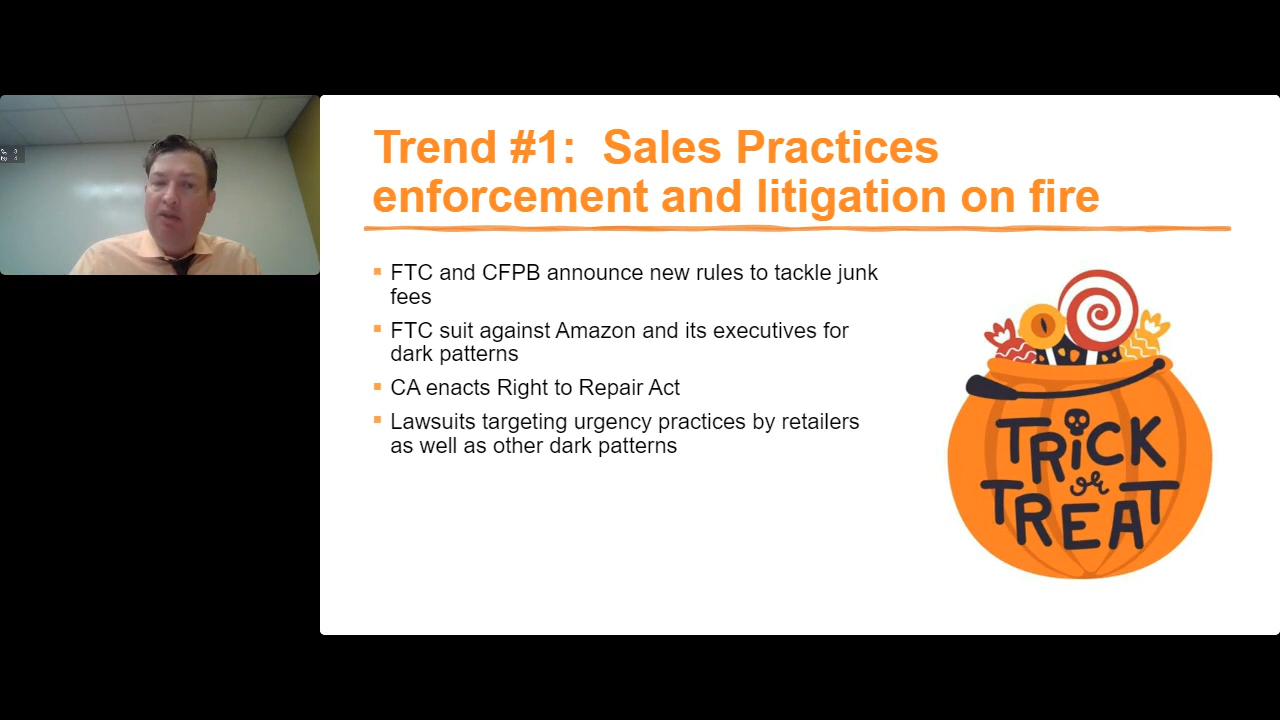 Trend #1: Sales Practices
enforcement and litigation on fire
FTC and CFPB announce new rules to tackle junk
fees
FTC suit against Amazon and its executives for
dark patterns
CA enacts Right to Repair Act
Lawsuits targeting urgency practices by retailers
as well as other dark patterns
TRiCK
or
TREAT